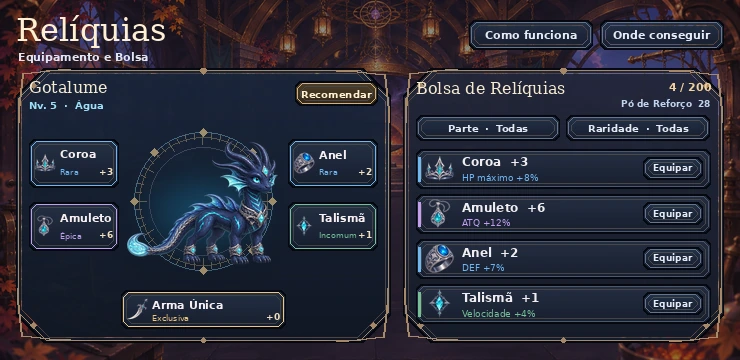 Relíquias
Equipamento e Bolsa
Como funciona
Onde conseguir
Gotalume
Nv. 5 · Água
Recomendar
Coroa
Rara +3
Anel
Rara +2
Amuleto
Épica +6
Talismã
Incomum +1
Arma Única
Exclusiva +0
Bolsa de Relíquias
4 / 200
Pó de Reforço 28
Parte · Todas
Raridade · Todas
Coroa +3
HP máximo +8%
Equipar
Amuleto +6
ATQ +12%
Equipar
Anel +2
DEF +7%
Equipar
Talismã +1
Velocidade +4%
Equipar